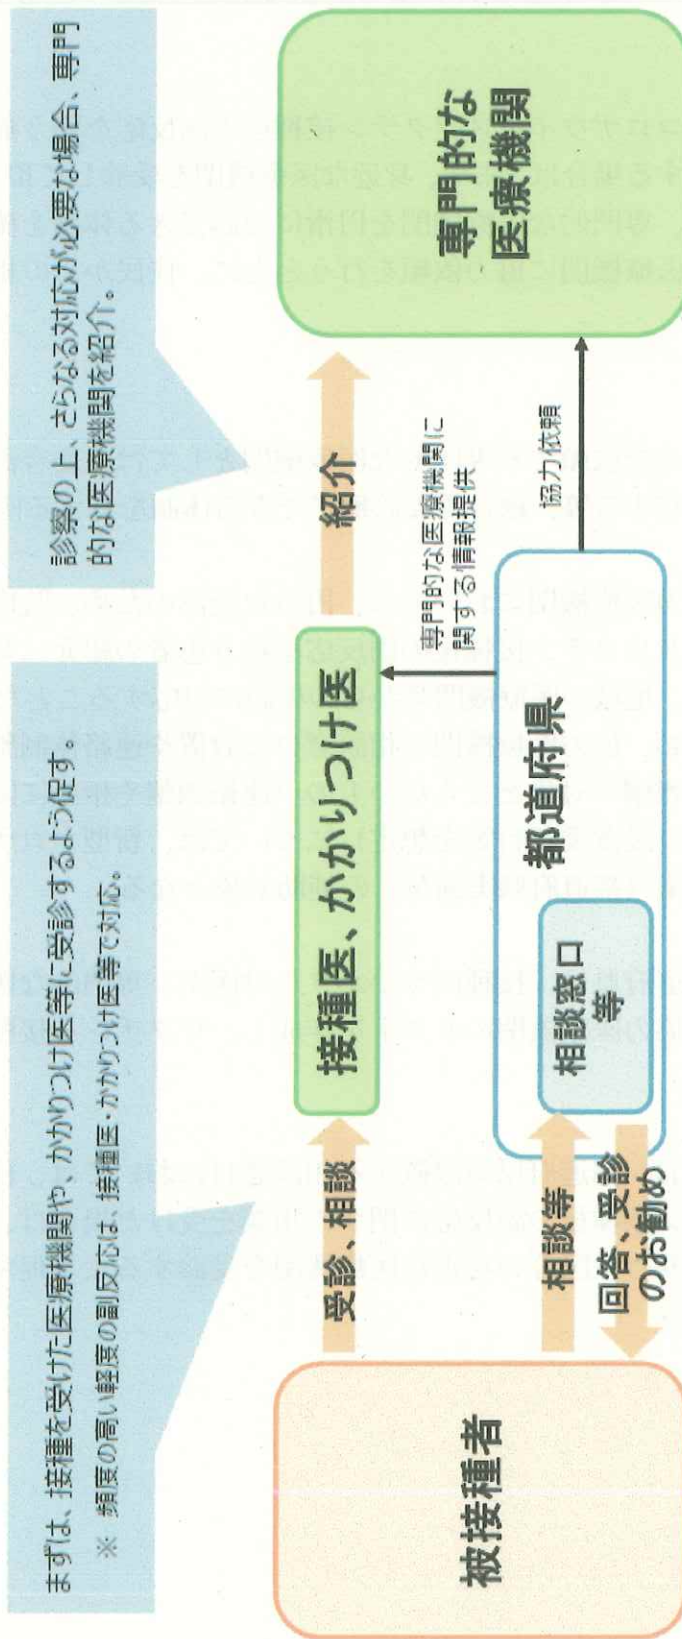 まずは、接種を受けた医療機関や、かかりつけ医等に受診するよう促す。
※ 頻度の高い軽度の副反応は、接種医・かかりつけ医等で対応。
診察の上、さらなる対応が必要な場合、専門
的な医療機関を紹介。
被接種者
受診、相談
接種医、かかりつけ医
紹介
専門的な
医療機関
専門的な医療機関に
関する情報提供
相談等
回答、受診
のお勧め
相談窓口
等
都道府県
協力依頼